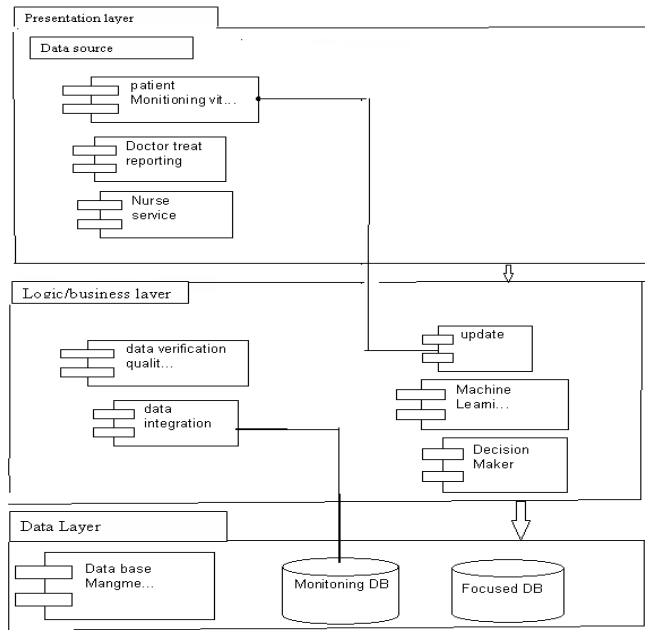 Presentation layer
Data source
patient
Monitioning vit...
Doctor treat
reporting
Nurse
service
Logic/business layer
data verification
qualit...
update
data
integration
Machine
Learni...
Decision
Maker
Data Layer
Data base
Mangme...
Monitoning DB
Focused DB